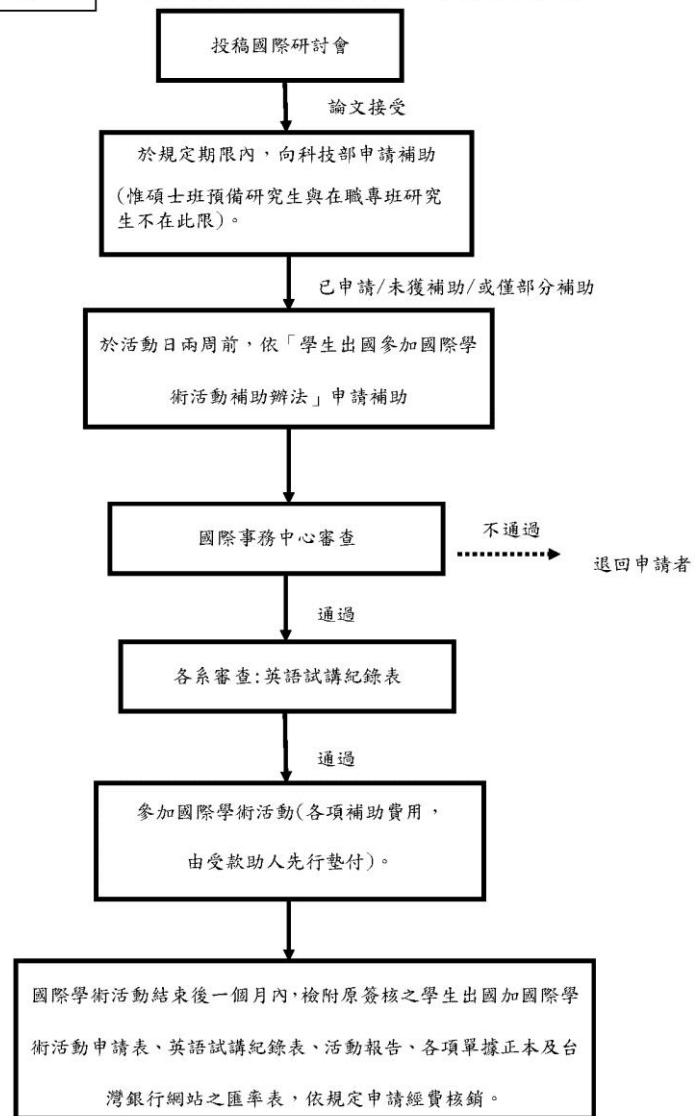 投稿國際研討會
論文接受
於規定期限內，向科技部申請補助
(惟碩士班預備研究生與在職專班研究
生不在此限)。
已申請/未獲補助/或僅部分補助
於活動日兩周前，依「學生出國參加國際學
術活動補助辦法」申請補助
國際事務中心審查
不通過
退回申請者
通過
各系審查:英語試講紀錄表
通過
參加國際學術活動(各項補助費用，
由受款助人先行墊付)。
國際學術活動結束後一個月內,檢附原簽核之學生出國加國際學
術活動申請表、英語試講紀錄表、活動報告、各項單據正本及台
灣銀行網站之匯率表，依規定申請經費核銷。